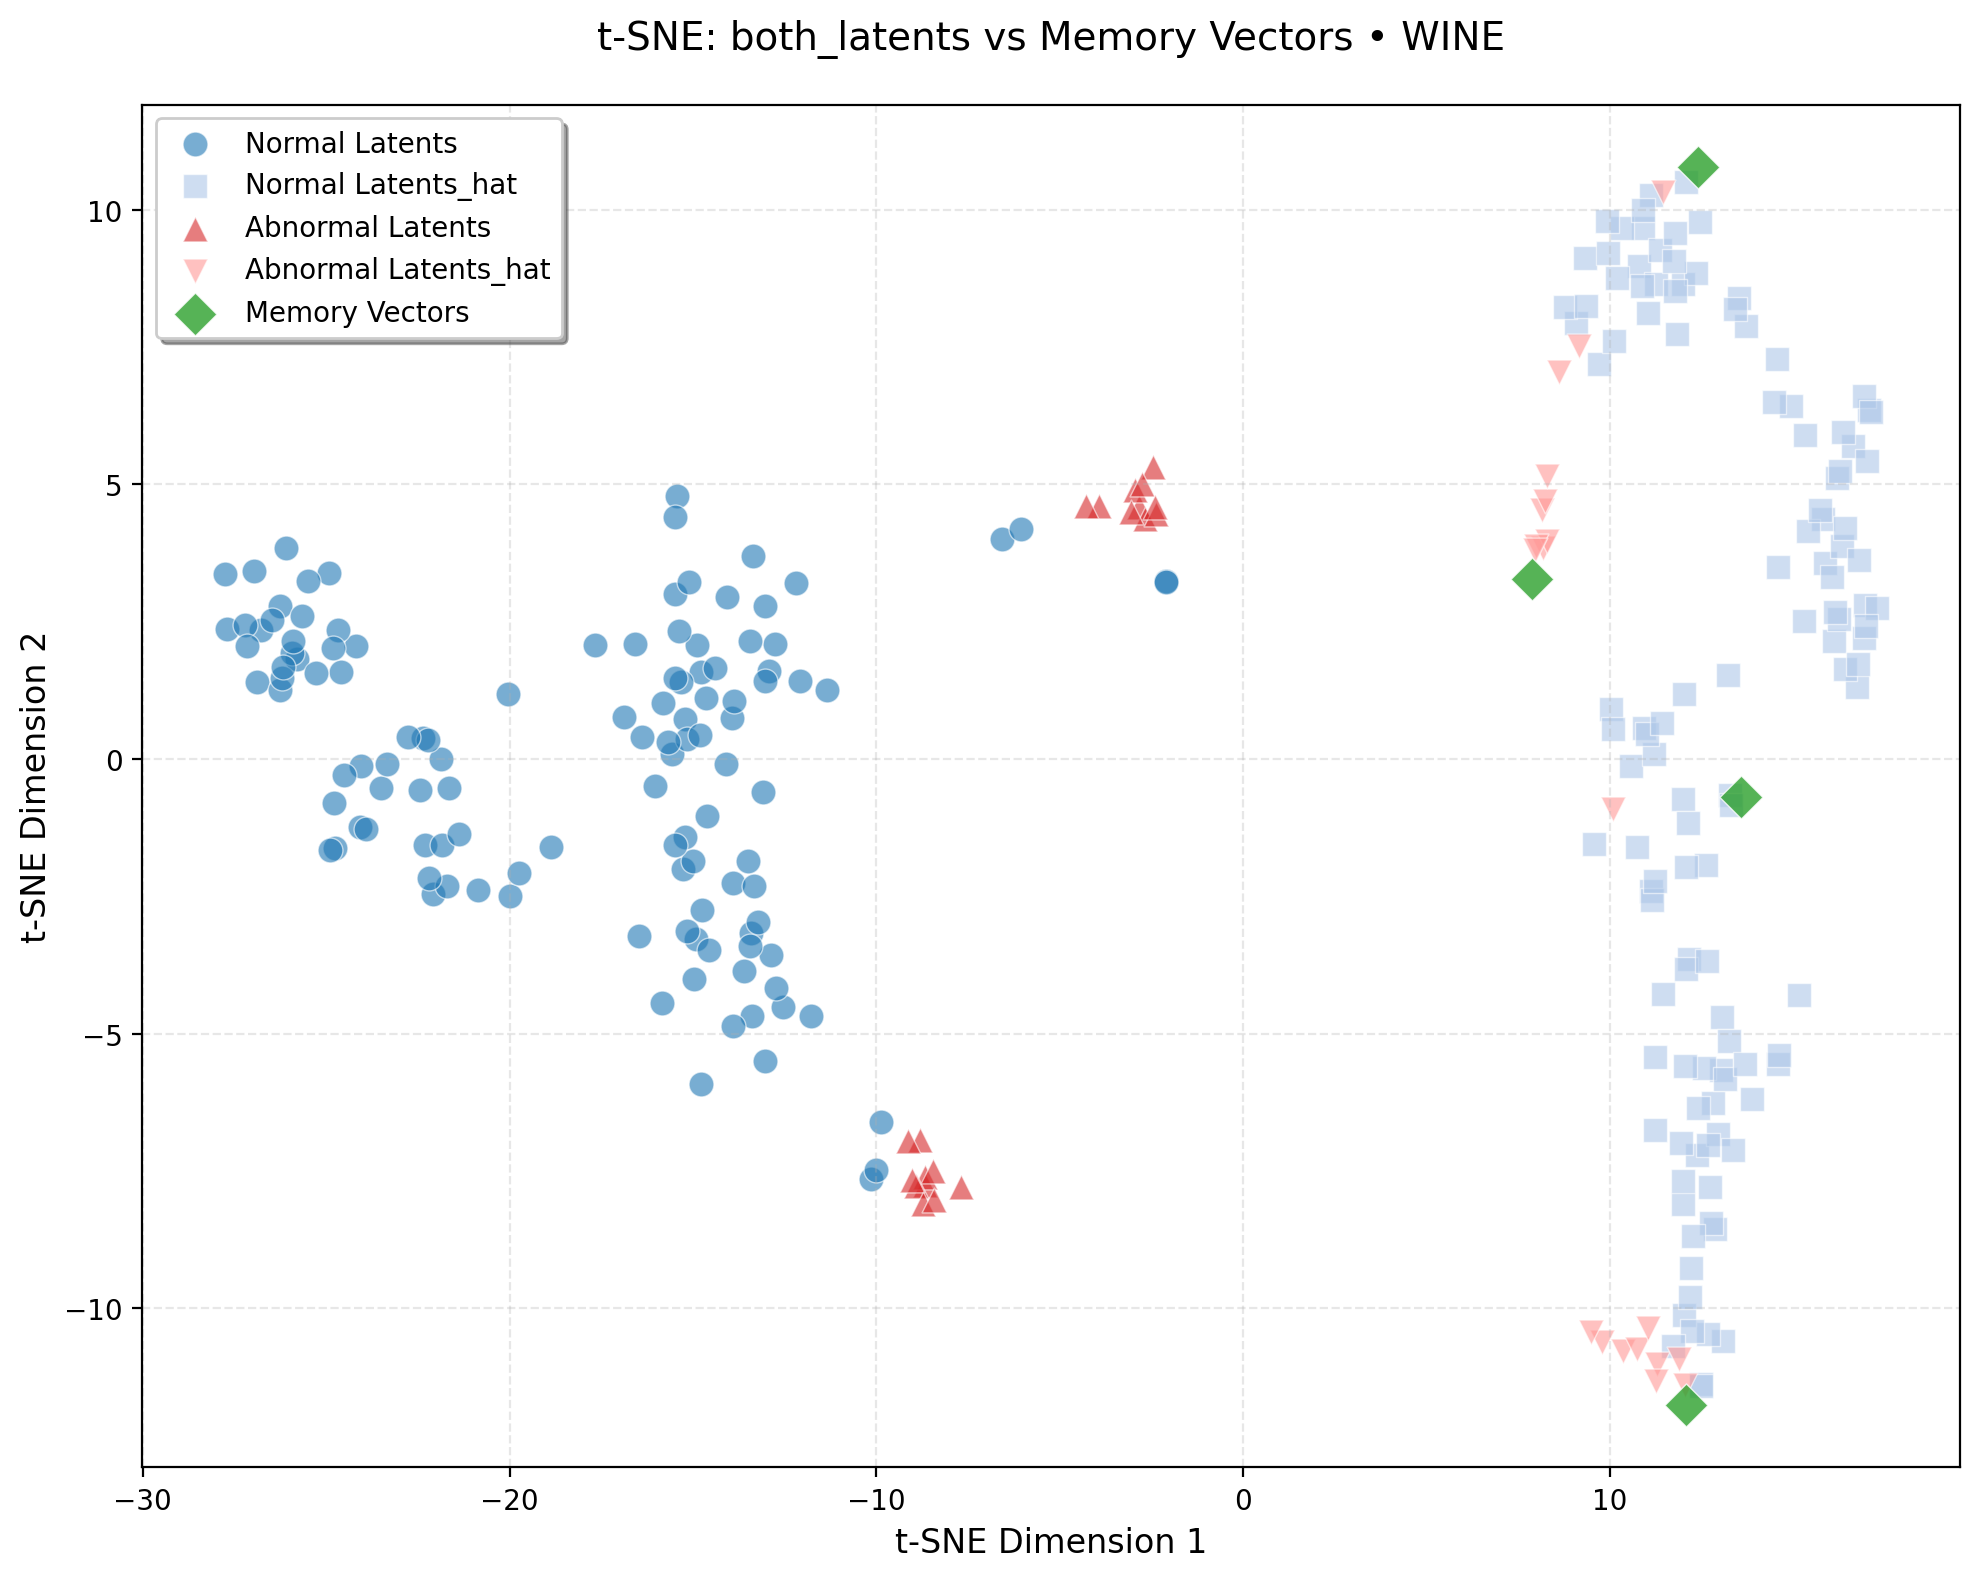 t-SNE: both_latents vs Memory Vectors • WINE
Normal Latents
Normal Latents_hat
Abnormal Latents
Abnormal Latents_hat
Memory Vectors
t-SNE Dimension 2
10
5
0
−5
−10
−30
−20
−10
0
10
t-SNE Dimension 1